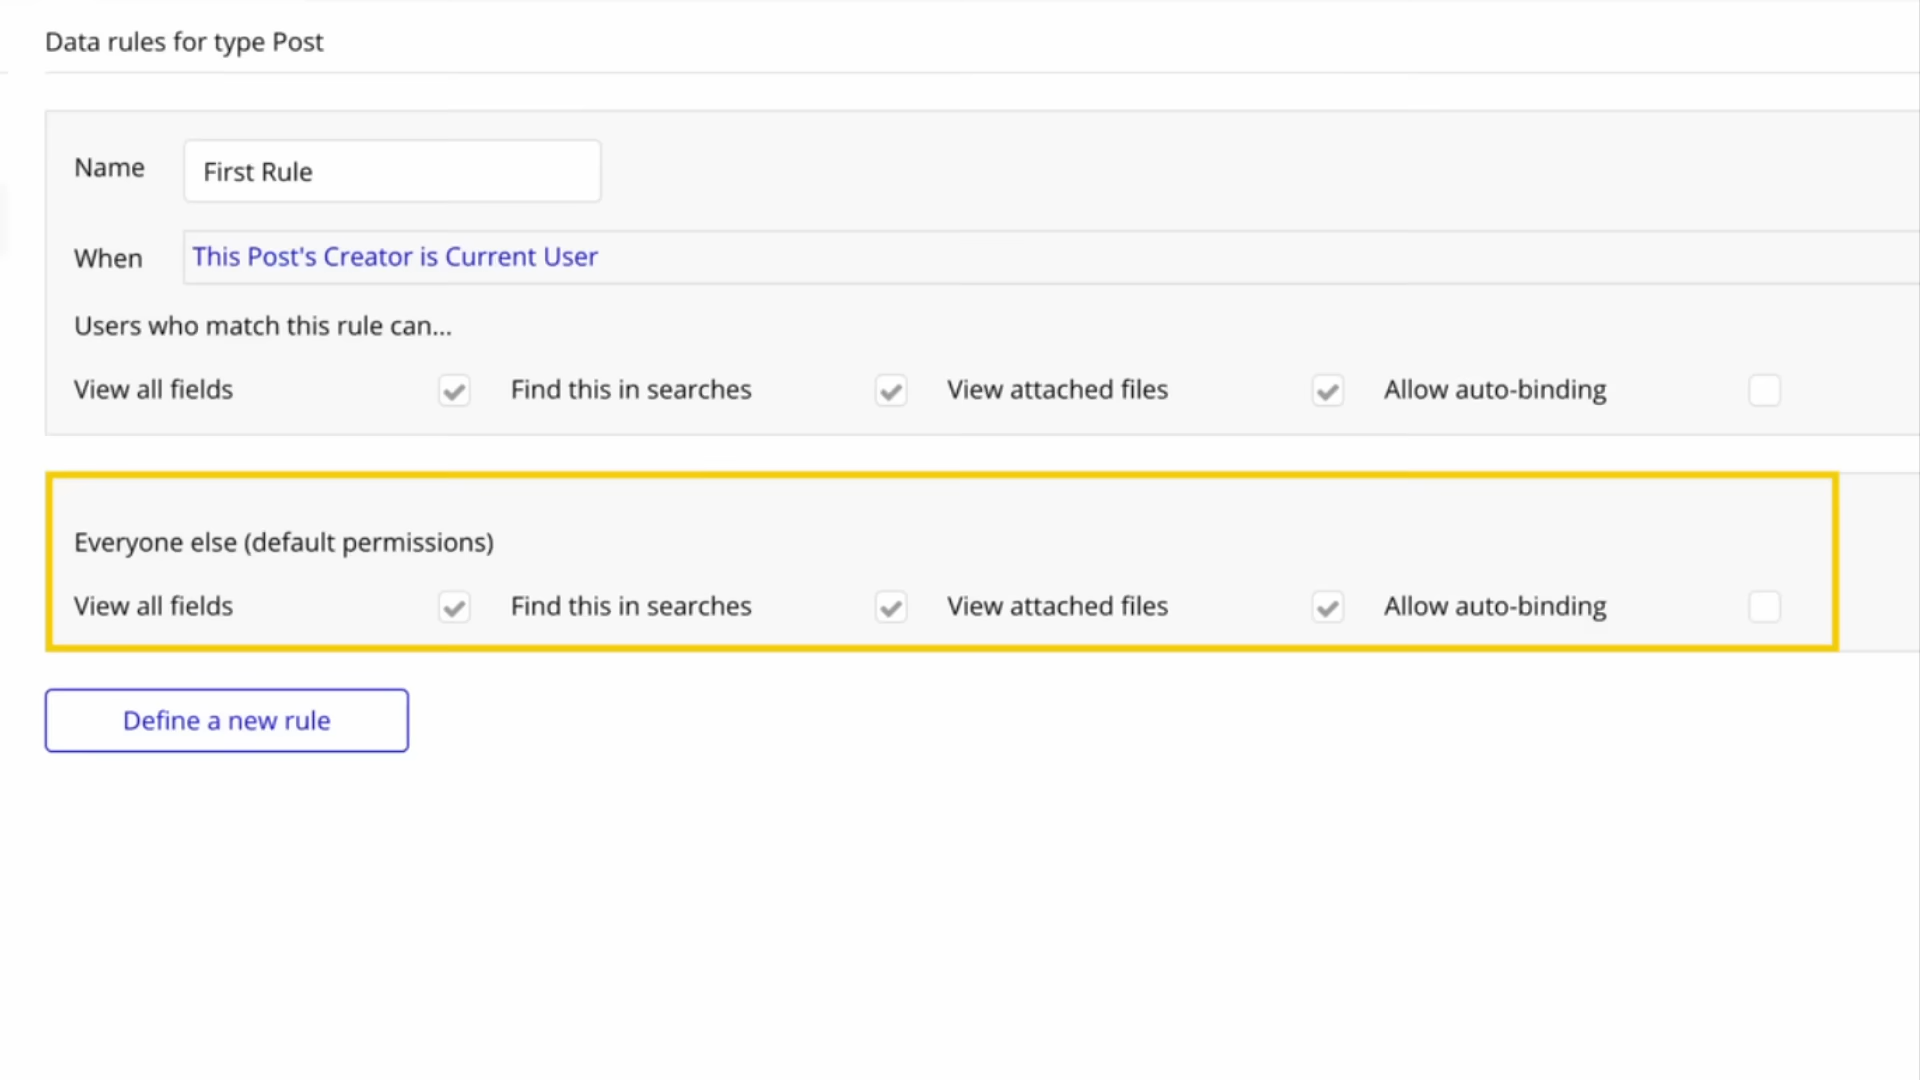 Data rules for type Post
Name First Rule
When This Post's Creator is Current User
Users who match this rule can...
View all fields Find this in searches View attached files Allow auto-binding
Everyone else (default permissions)
View all fields Find this in searches View attached files Allow auto-binding
Define a new rule